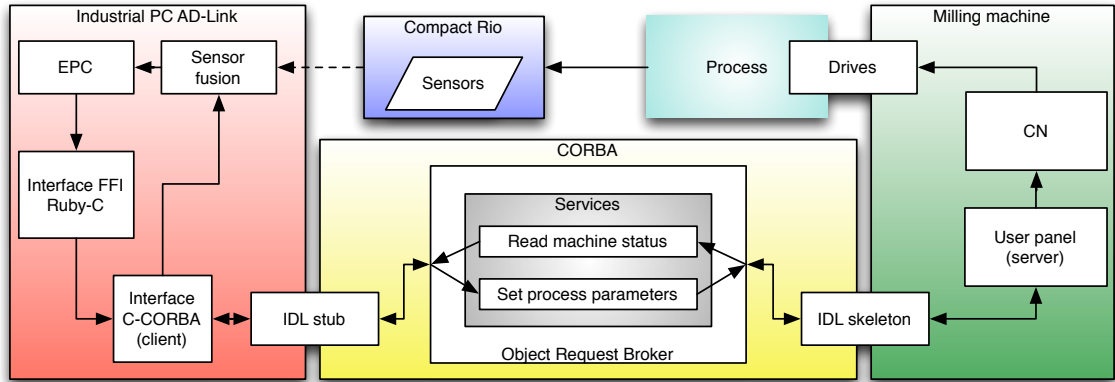 Industrial PC AD-Link
EPC
Sensor
fusion
Interface FFI
Ruby-C
Interface
C-CORBA
(client)
Compact Rio
Sensors
Process
Drives
Milling machine
CN
User panel
(server)
CORBA
Services
Read machine status
Set process parameters
Object Request Broker
IDL stub
IDL skeleton